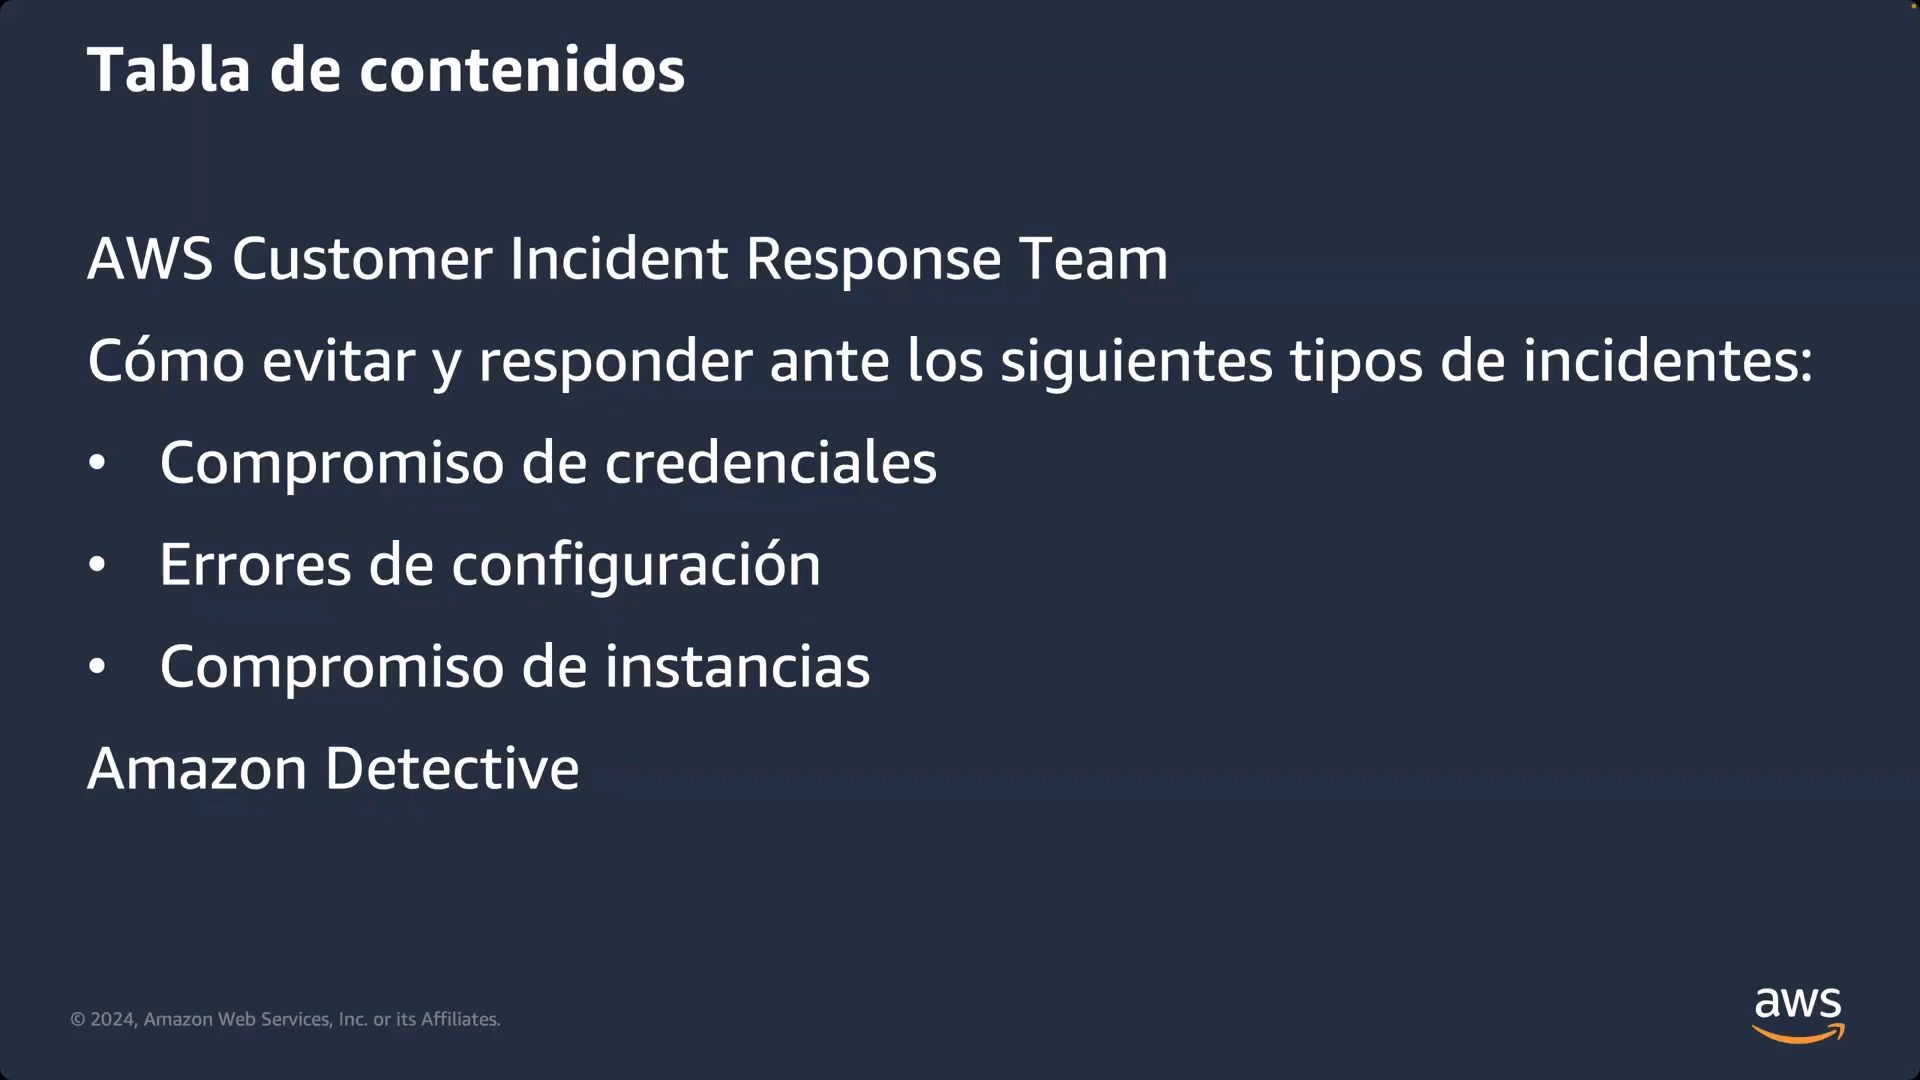 Tabla de contenidos
AWS Customer Incident Response Team
Cómo evitar y responder ante los siguientes tipos de incidentes:
• Compromiso de credenciales
• Errores de configuración
• Compromiso de instancias
Amazon Detective
© 2024, Amazon Web Services, Inc. or its Affiliates.
aws